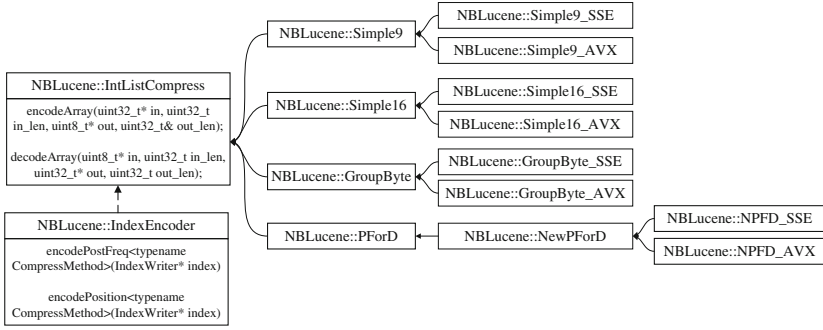 NBLucene::IntListCompress
encodeArray(uint32_t* in, uint32_t
in_len, uint8_t* out, uint32_t& out_len);
decodeArray(uint8_t* in, uint32_t in_len,
uint32_t* out, uint32_t out_len);
NBLucene::IndexEncoder
encodePostFreq<typename
CompressMethod>(IndexWriter* index)
encodePosition<typename
CompressMethod>(IndexWriter* index)
NBLucene::Simple9
NBLucene::Simple9_SSE
NBLucene::Simple9_AVX
NBLucene::Simple16
NBLucene::Simple16_SSE
NBLucene::Simple16_AVX
NBLucene::GroupByte
NBLucene::GroupByte_SSE
NBLucene::GroupByte_AVX
NBLucene::PForD
NBLucene::NewPForD
NBLucene::NPFD_SSE
NBLucene::NPFD_AVX